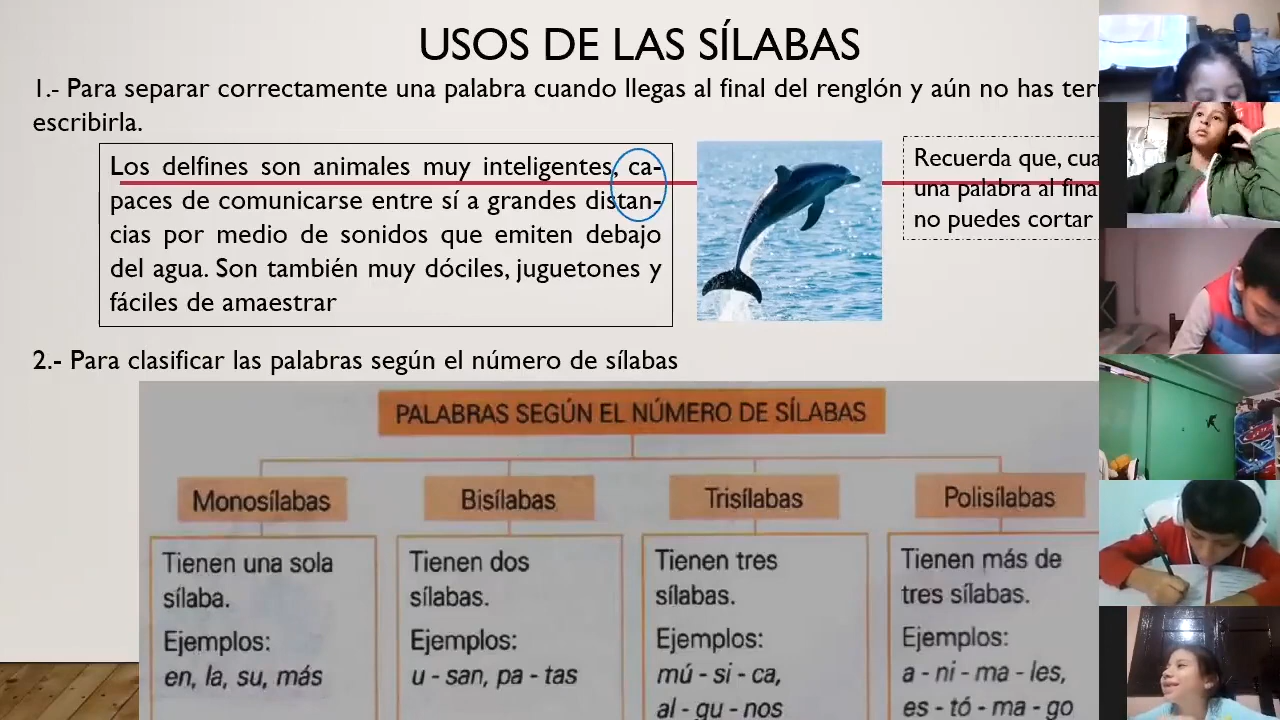 USOS DE LAS SÍLABAS
1.- Para separar correctamente una palabra cuando llegas al final del renglón y aún no has
escribirla.
Los delfines son animales muy inteligentes, ca-
paces de comunicarse entre sí a grandes distan-
cias por medio de sonidos que emiten debajo
del agua. Son también muy dóciles, juguetones y
fáciles de amaestrar
Recuerda que,
una palabra al
no puedes cortar
2.- Para clasificar las palabras según el número de sílabas
PALABRAS SEGÚN EL NÚMERO DE SÍLABAS
Monosílabas
Tienen una sola
sílaba.
Ejemplos:
en, la, su, más
Bisílabas
Tienen dos
sílabas.
Ejemplos:
u - san, pa - tas
Trisílabas
Tienen tres
sílabas.
Ejemplos:
mú - si - ca,
al - gu - nos
Polisílabas
Tienen más de
tres sílabas.
Ejemplos:
a - ni - ma - les,
es - tó - ma - go